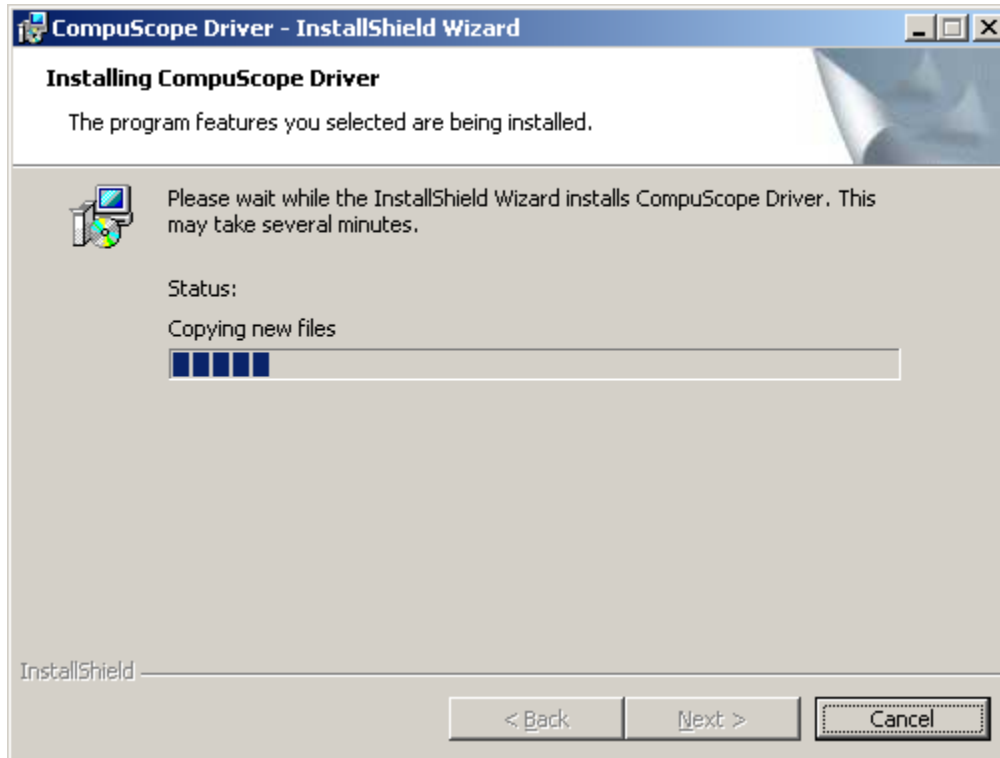 CompuScope Driver - InstallShield Wizard
Installing CompuScope Driver
The program features you selected are being installed.
Please wait while the InstallShield Wizard installs CompuScope Driver. This
may take several minutes.
Status:
Copying new files
InstallShield
< Back
Next >
Cancel